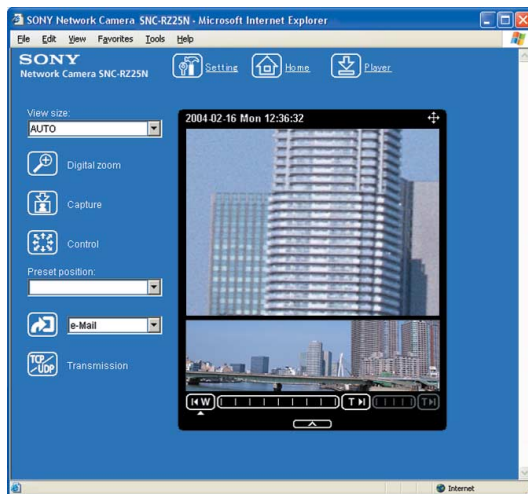 SONY Network Camera SNC-RZ25N - Microsoft Internet Explorer
File Edit View Favorites Tools Help
SONY
Network Camera SNC-RZ25N
Setting Home Player
View size:
AUTO
2004-02-16 Mon 12:36:32
Digital zoom
Capture
Control
Preset position:
e-Mail
TCP/UDP
Transmission
W T T
Internet